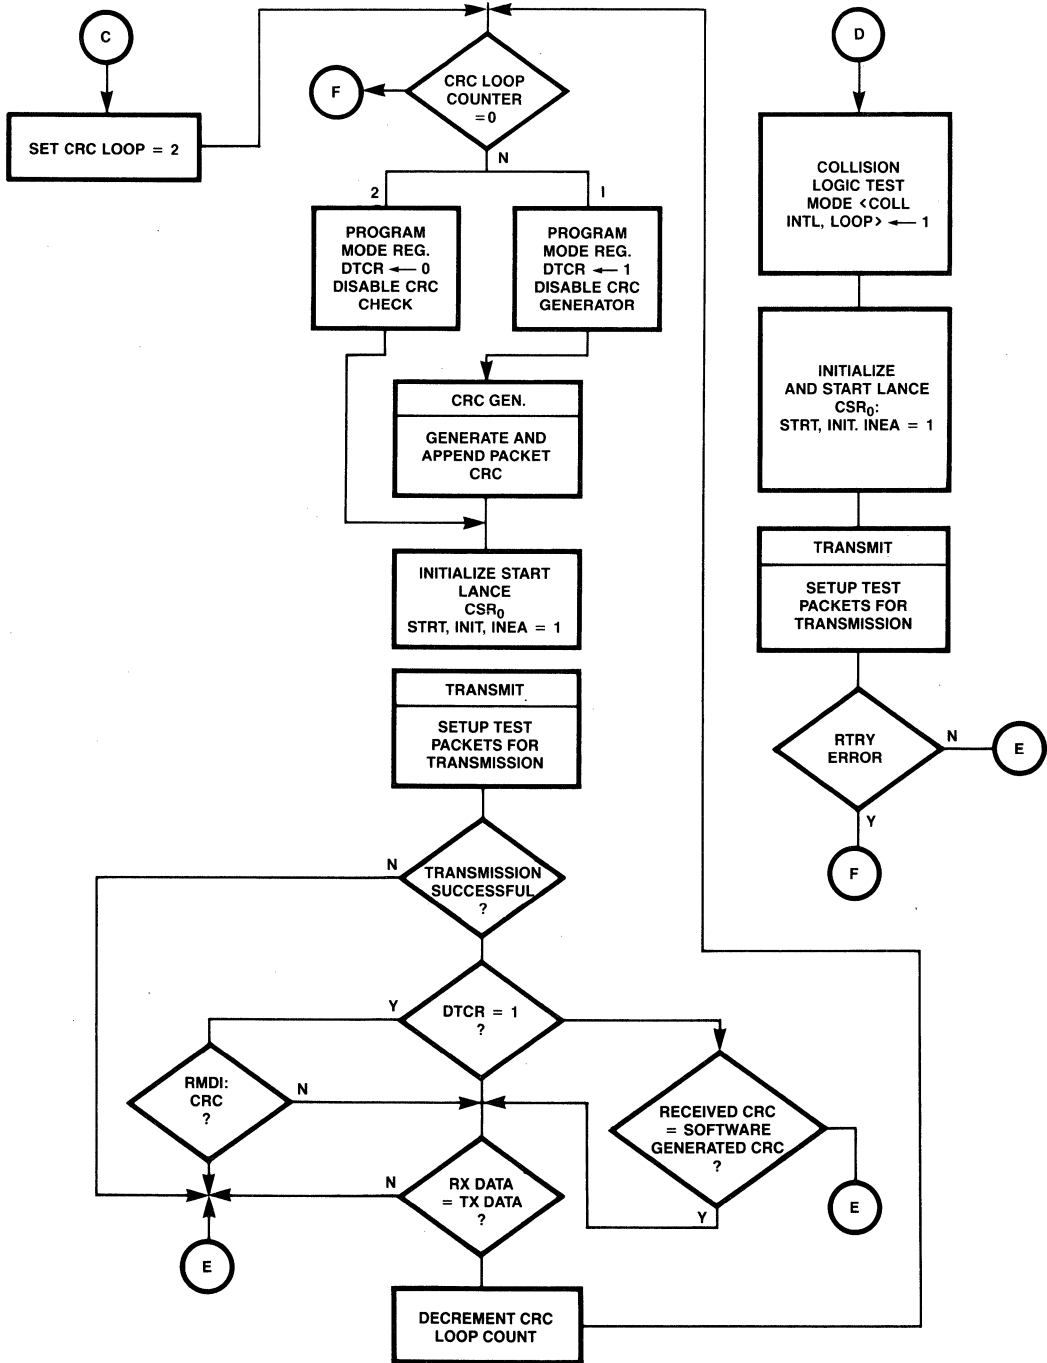 C
SET CRC LOOP = 2
F
CRC LOOP
COUNTER
=0
N
2
1
PROGRAM
MODE REG.
DTCR ← 0
DISABLE CRC
CHECK
PROGRAM
MODE REG.
DTCR ← 1
DISABLE CRC
GENERATOR
CRC GEN.
GENERATE AND
APPEND PACKET
CRC
INITIALIZE START
LANCE
CSR₀
STRT, INIT, INEA = 1
TRANSMIT
SETUP TEST
PACKETS FOR
TRANSMISSION
N
TRANSMISSION
SUCCESSFUL
?
Y
DTCR = 1
?
RMDI:
CRC
?
N
RECEIVED CRC
= SOFTWARE
GENERATED CRC
?
Y
E
N
RX DATA
= TX DATA
?
E
DECREMENT CRC
LOOP COUNT
D
COLLISION
LOGIC TEST
MODE <COLL
INTL, LOOP> ← 1
INITIALIZE
AND START LANCE
CSR₀:
STRT, INIT. INEA = 1
TRANSMIT
SETUP TEST
PACKETS FOR
TRANSMISSION
RTRY
ERROR
N
E
Y
F